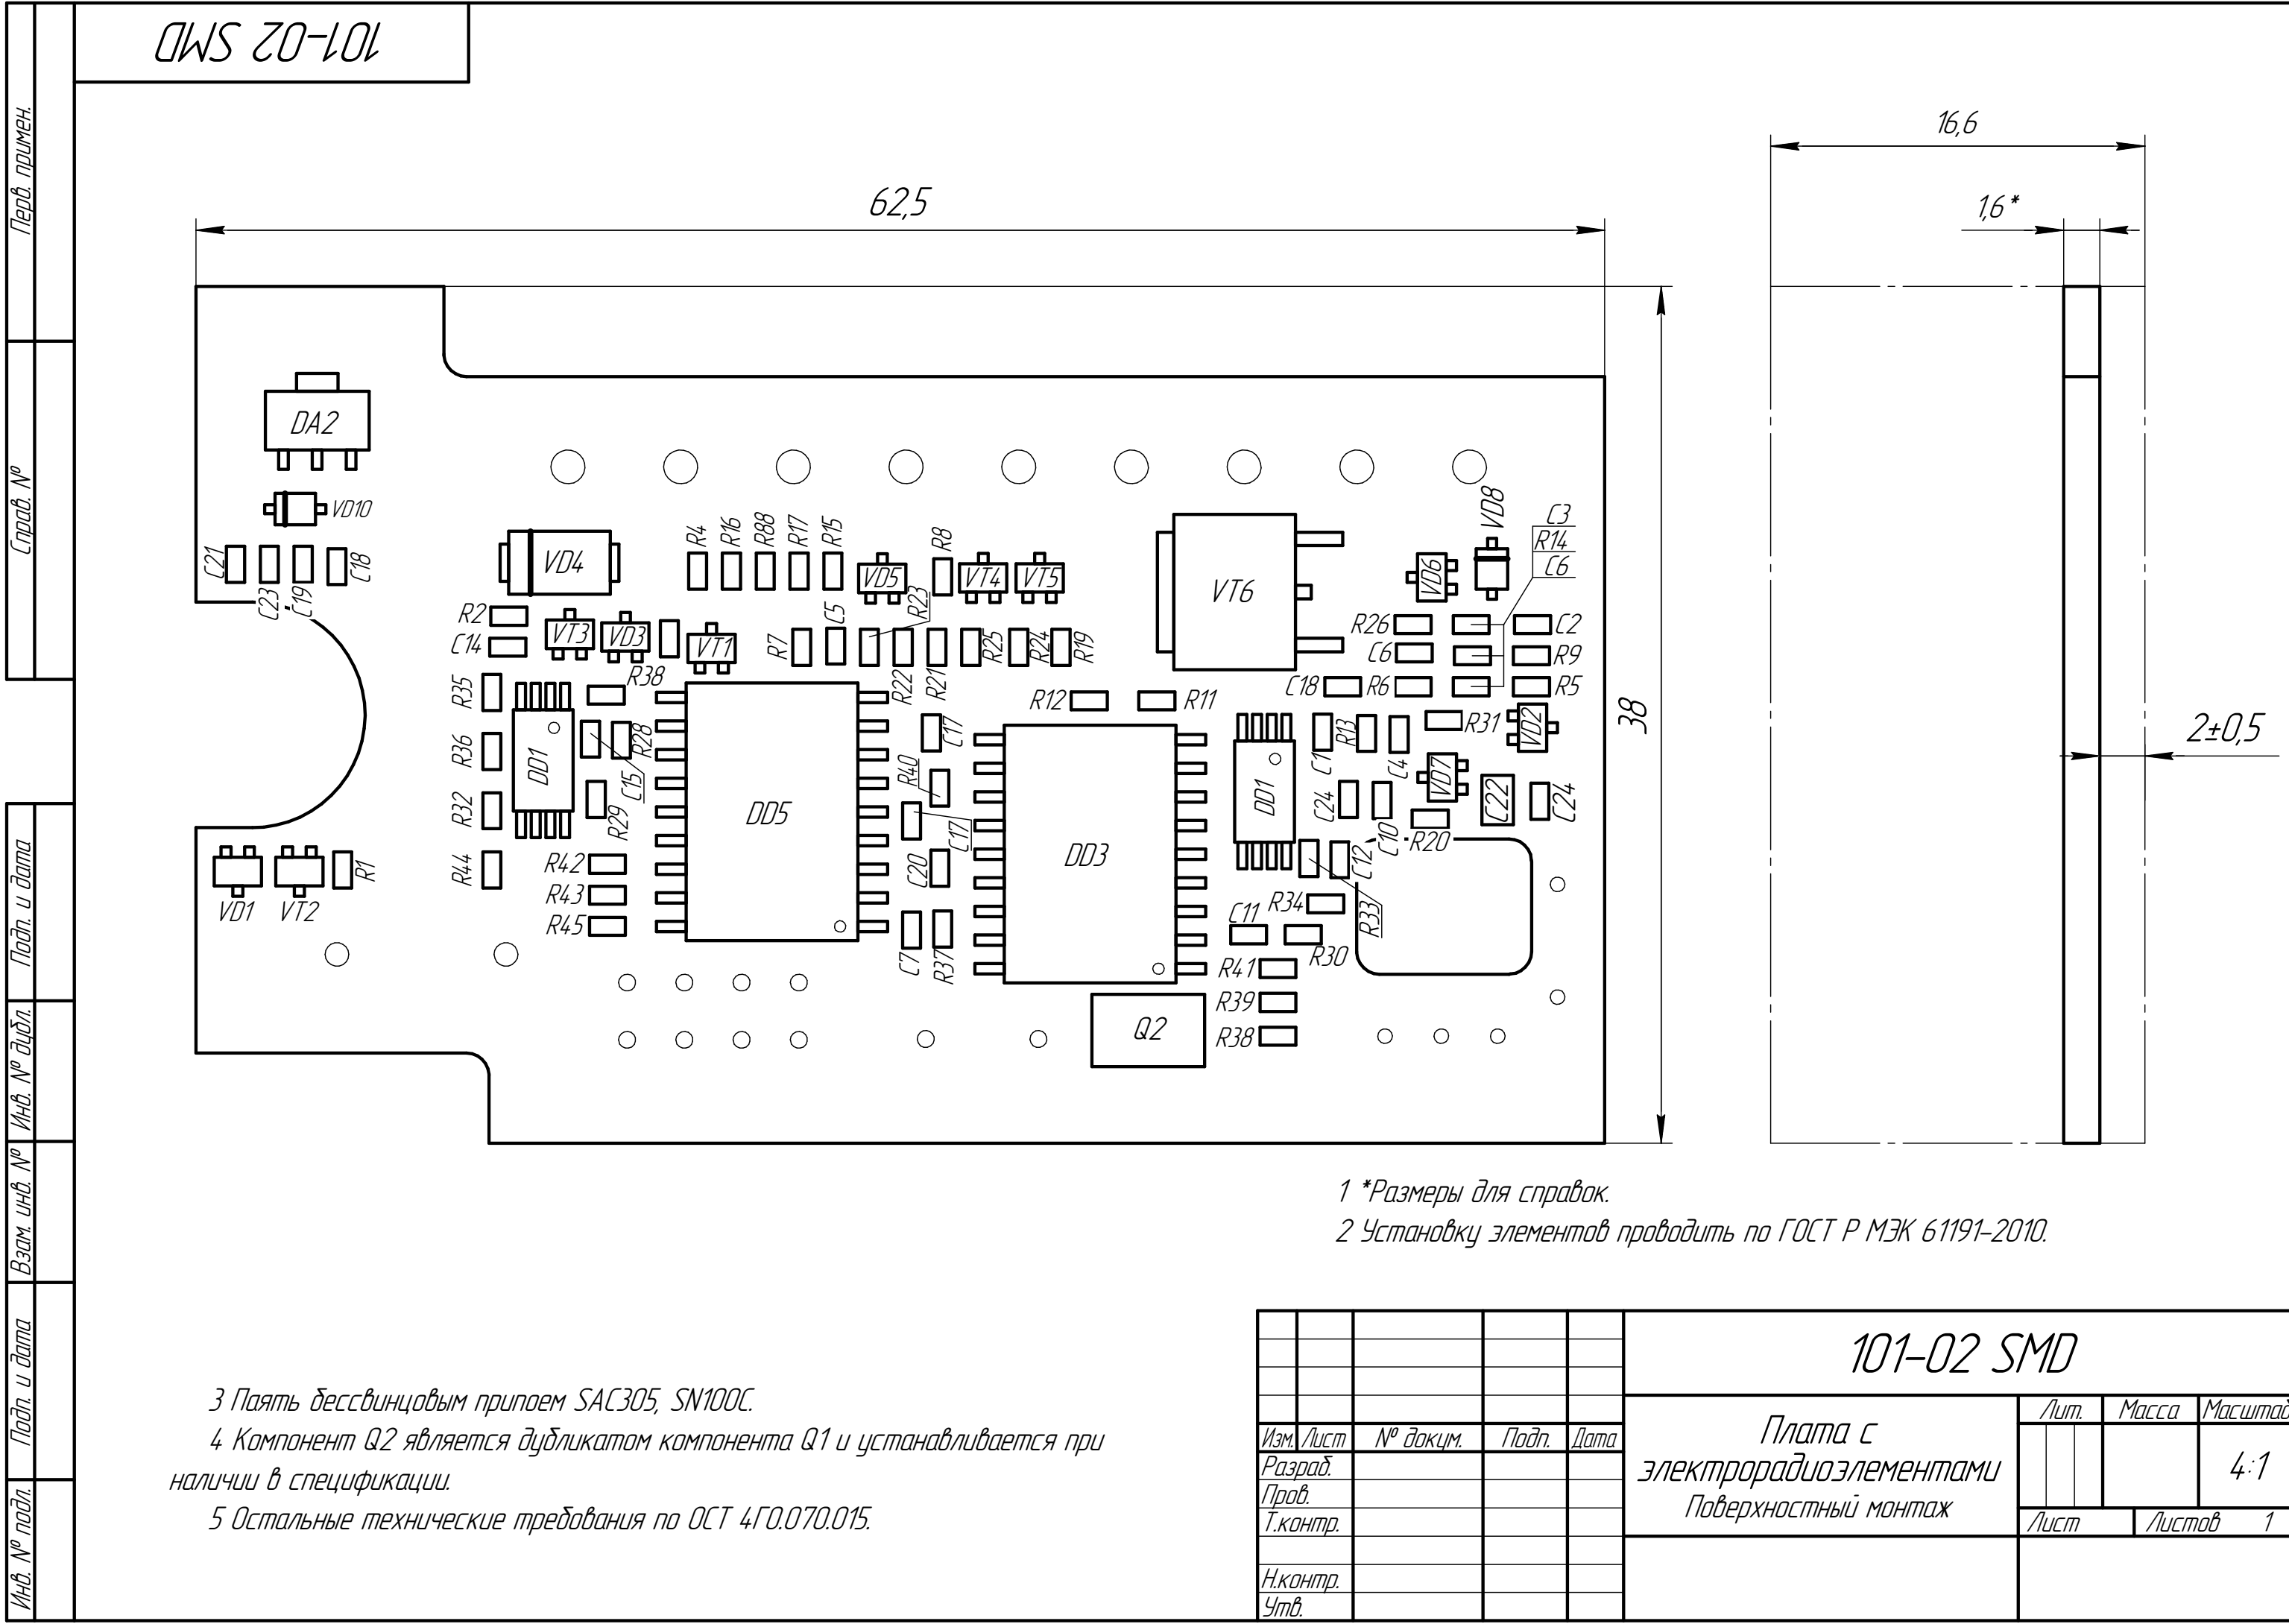 101-02 SMD
Перв. примен.
Справ. №
Подп. и дата
Инв. № дубл.
Взам. инв. №
Подп. и дата
Инв. № подл.
62,5
16,6
1,6*
38
2±0,5
DA2
VD10
C21
C23
C19
C18
VD4
R4
R16
R88
R17
R15
VD5
R23
R8
VT4
VT5
VT6
VD6
VD8
C3
R14
C6
R2
C14
VT3
VD3
VT1
R38
R7
C5
R22
R21
R25
R24
R19
R26
C2
C6
R9
C18
R6
R5
R12
R11
R35
R36
R32
R44
DD1
R28
C15
R29
R42
R43
R45
DD5
C17
R40
C17
C20
C7
R37
DD3
DD1
C1
R13
C4
R31
VD2
VD7
C24
C10
R20
C22
C24
C12
R33
R34
C11
R30
R41
R39
R38
Q2
VD1
VT2
R1
1 *Размеры для справок.
2 Установку элементов проводить по ГОСТ Р МЭК 61191-2010.
3 Паять бессвинцовым припоем SAC305, SN100C.
4 Компонент Q2 является дубликатом компонента Q1 и устанавливается при
наличии в спецификации.
5 Остальные технические требования по ОСТ 4ГО.070.015.
101-02 SMD
Изм. Лист № докум. Подп. Дата
Разраб.
Пров.
Т.контр.
Н.контр.
Утв.
Плата с
электрорадиоэлементами
Поверхностный монтаж
Лит. Масса Масштаб
4:1
Лист Листов 1